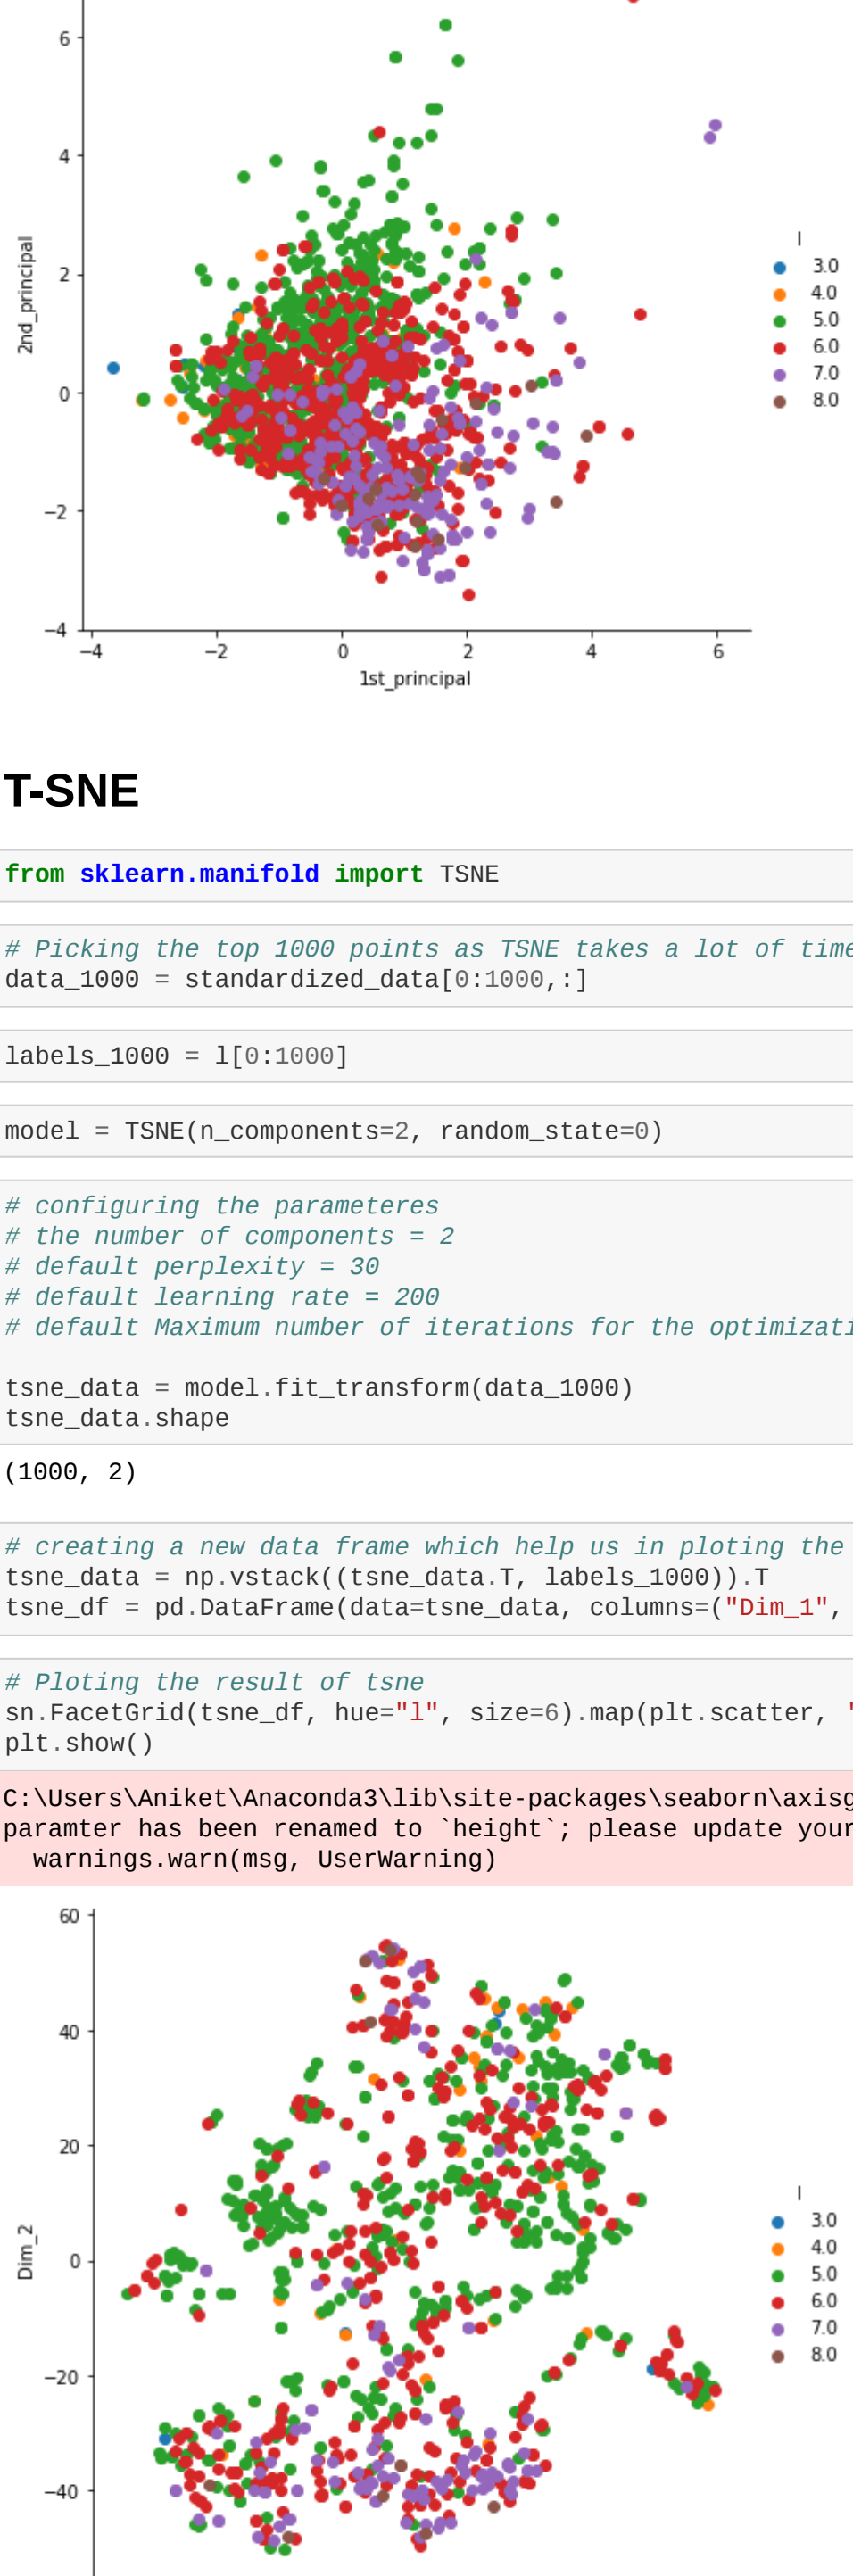 6
4
2
0
−2
−4
2nd_principal
−4 −2 0 2 4 6
1st_principal
l
3.0
4.0
5.0
6.0
7.0
8.0
T-SNE
from sklearn.manifold import TSNE
# Picking the top 1000 points as TSNE takes a lot of time
data_1000 = standardized_data[0:1000,:]
labels_1000 = l[0:1000]
model = TSNE(n_components=2, random_state=0)
# configuring the parameteres
# the number of components = 2
# default perplexity = 30
# default learning rate = 200
# default Maximum number of iterations for the optimizati
tsne_data = model.fit_transform(data_1000)
tsne_data.shape
(1000, 2)
# creating a new data frame which help us in ploting the
tsne_data = np.vstack((tsne_data.T, labels_1000)).T
tsne_df = pd.DataFrame(data=tsne_data, columns=("Dim_1",
# Ploting the result of tsne
sn.FacetGrid(tsne_df, hue="l", size=6).map(plt.scatter, "
plt.show()
C:\Users\Aniket\Anaconda3\lib\site-packages\seaborn\axisg
paramter has been renamed to `height`; please update your
warnings.warn(msg, UserWarning)
60
40
20
0
−20
−40
Dim_2
l
3.0
4.0
5.0
6.0
7.0
8.0